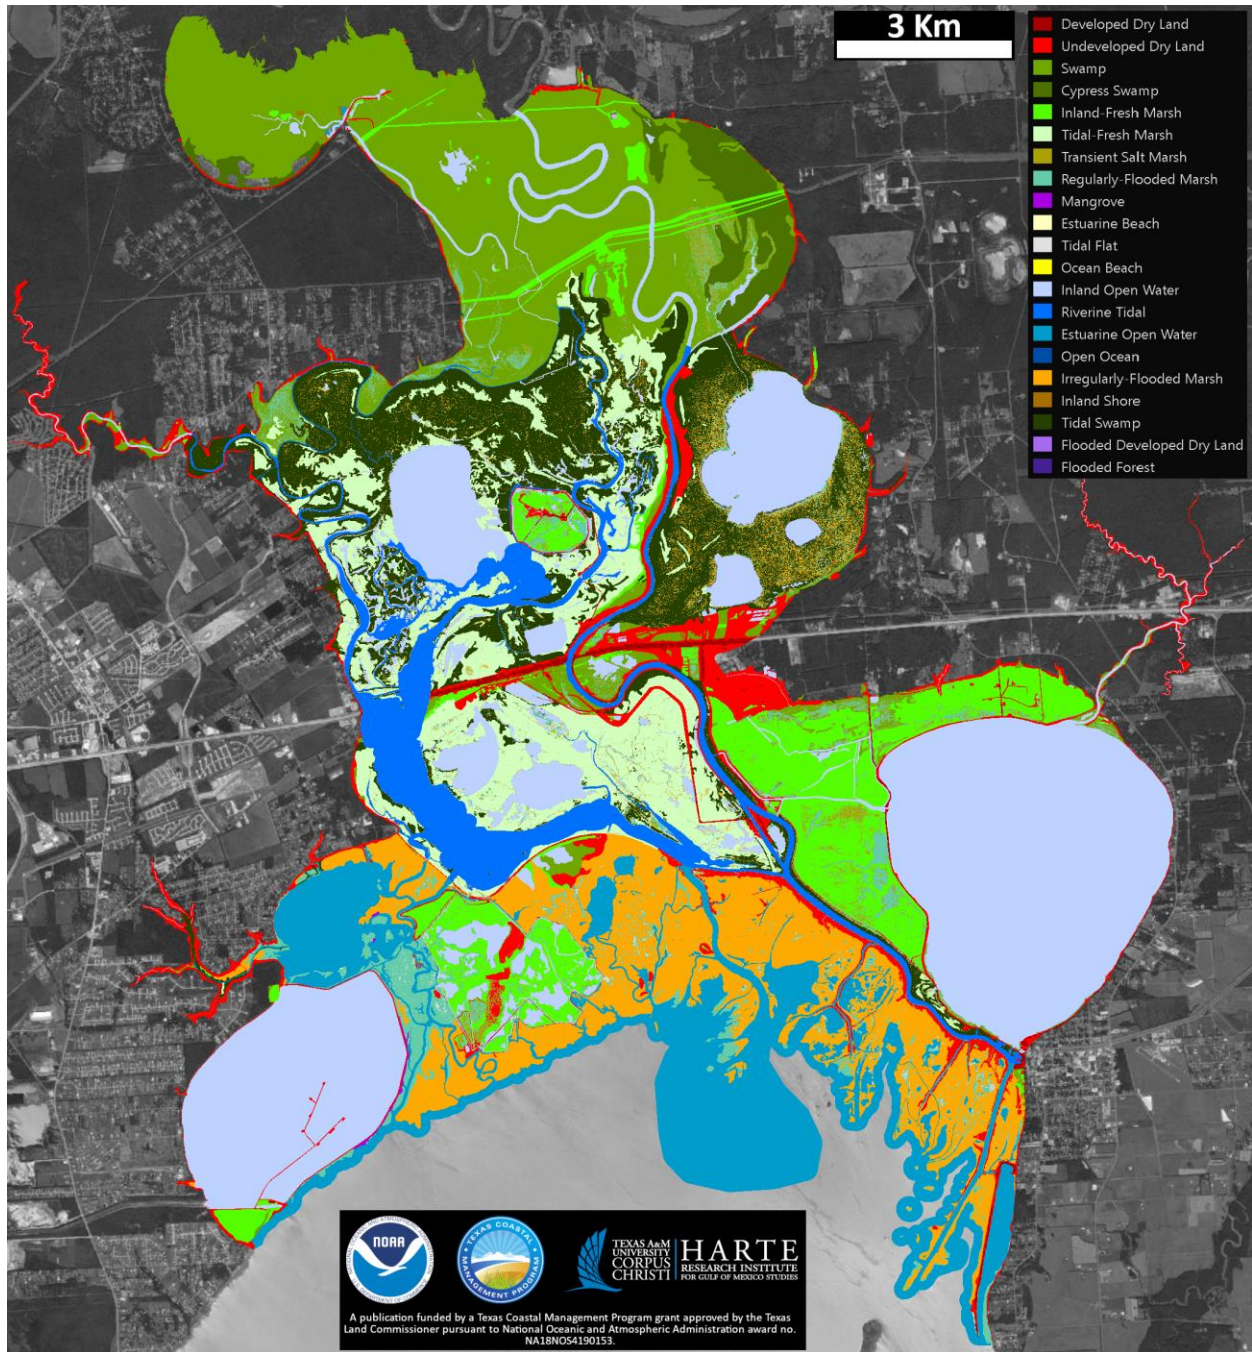 3 Km
Developed Dry Land
Undeveloped Dry Land
Swamp
Cypress Swamp
Inland-Fresh Marsh
Tidal-Fresh Marsh
Transient Salt Marsh
Regularly-Flooded Marsh
Mangrove
Estuarine Beach
Tidal Flat
Ocean Beach
Inland Open Water
Riverine Tidal
Estuarine Open Water
Open Ocean
Irregularly-Flooded Marsh
Inland Shore
Tidal Swamp
Flooded Developed Dry Land
Flooded Forest
NOAA
TEXAS COASTAL
MANAGEMENT PROGRAM
TEXAS A&M
UNIVERSITY
CORPUS
CHRISTI
HARTE
RESEARCH INSTITUTE
FOR GULF OF MEXICO STUDIES
A publication funded by a Texas Coastal Management Program grant approved by the Texas
Land Commissioner pursuant to National Oceanic and Atmospheric Administration award no.
NA18NOS4190153.